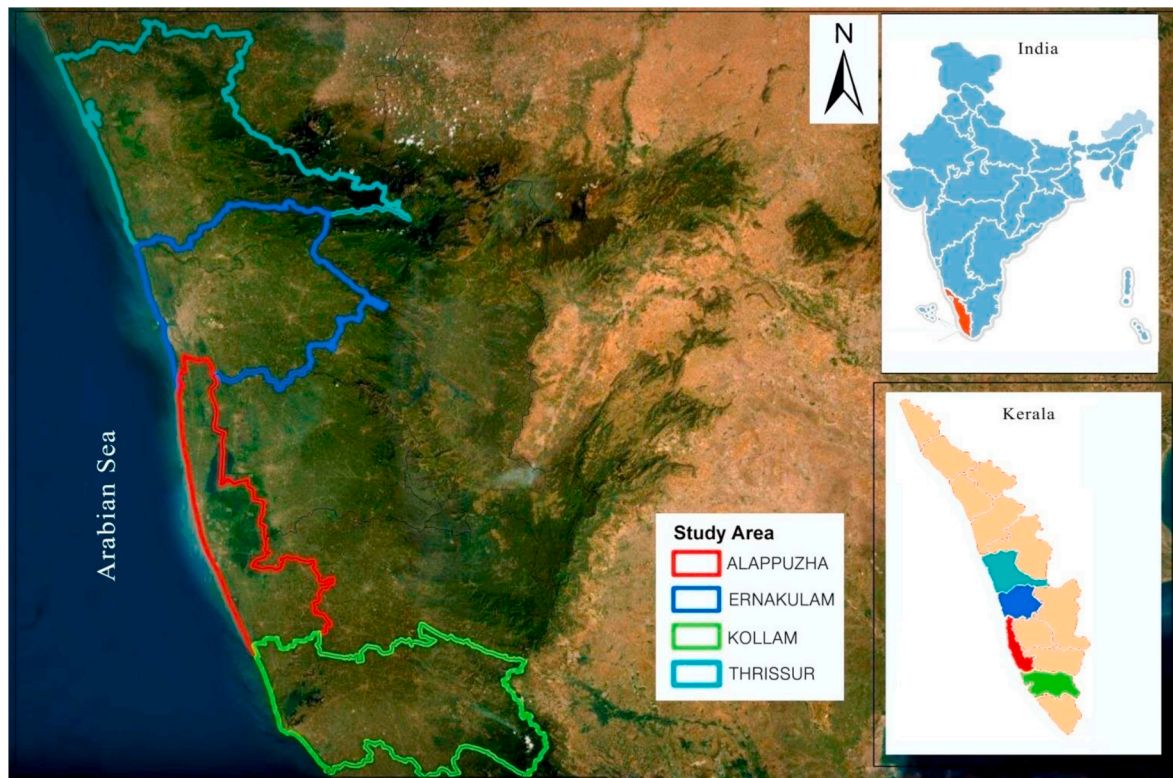 N
India
Kerala
Arabian Sea
Study Area
ALAPPUZHA
ERNAKULAM
KOLLAM
THRISSUR